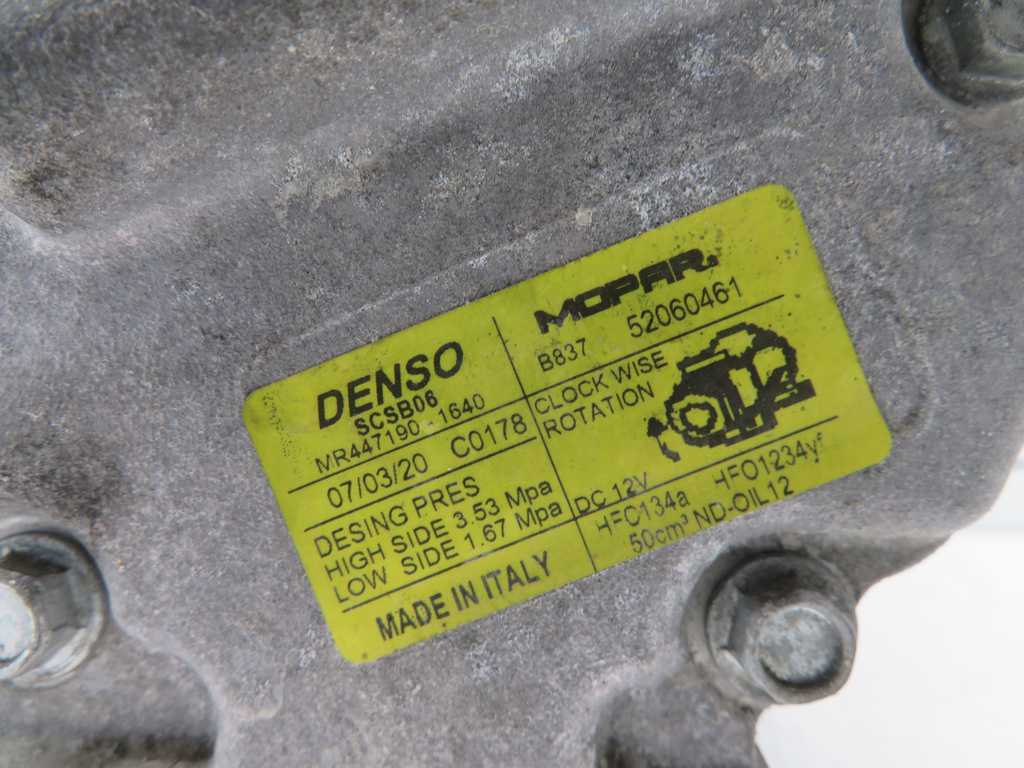 DENSO
SCSB06
MR447190 - 1640
07/03/20 C0178
DESING PRES
HIGH SIDE 3.53 Mpa
LOW SIDE 1.67 Mpa
MADE IN ITALY
MOPAR.
B837 52060461
CLOCK WISE
ROTATION
DC 12V
HFC134a HFO1234yf
50cm³ ND-OIL12